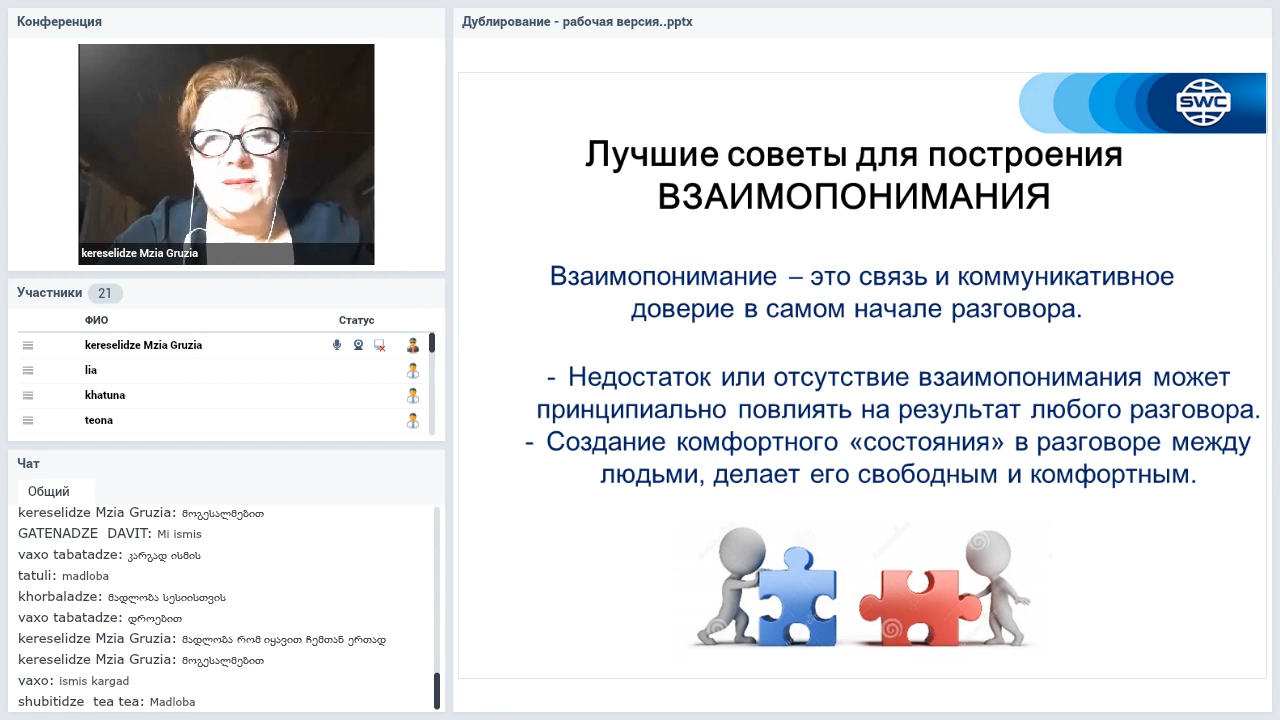 Конференция
kereselidze Mzia Gruzia
Участники 21
ФИО Статус
kereselidze Mzia Gruzia
lia
khatuna
teona
Чат
Общий
kereselidze Mzia Gruzia: მოგესალმებით
GATENADZE DAVIT: Mi ismis
vaxo tabatadze: კარგად ისმის
tatuli: madloba
khorbaladze: მადლობა სესიისთვის
vaxo tabatadze: დროებით
kereselidze Mzia Gruzia: მადლობა რომ იყავით ჩემთან ერთად
kereselidze Mzia Gruzia: მოგესალმებით
vaxo: ismis kargad
shubitidze tea tea: Madloba
Дублирование - рабочая версия..pptx
SWC
Лучшие советы для построения
ВЗАИМОПОНИМАНИЯ
Взаимопонимание – это связь и коммуникативное
доверие в самом начале разговора.
- Недостаток или отсутствие взаимопонимания может
принципиально повлиять на результат любого разговора.
- Создание комфортного «состояния» в разговоре между
людьми, делает его свободным и комфортным.